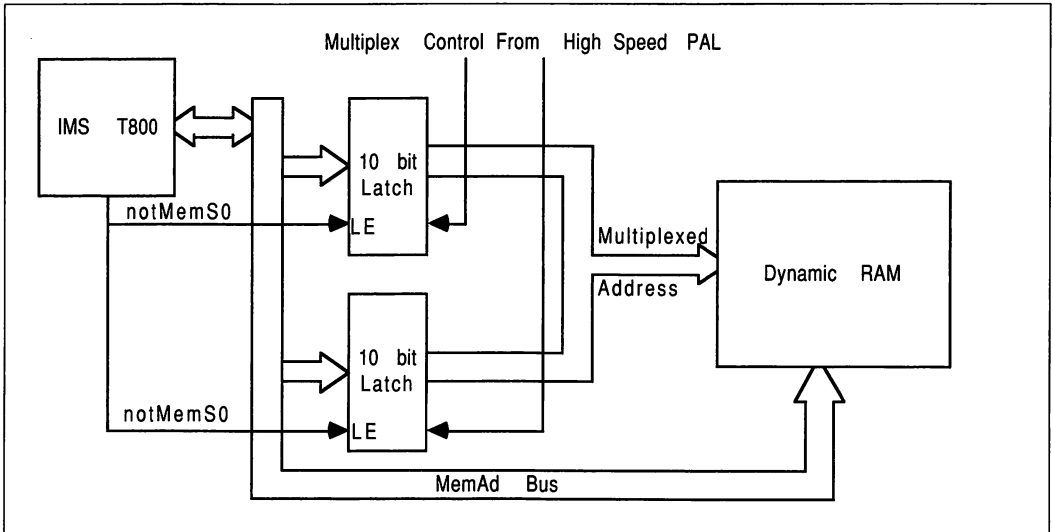 Multiplex Control From High Speed PAL
IMS T800
10 bit
Latch
notMemS0
LE
Multiplexed
Address
Dynamic RAM
10 bit
Latch
notMemS0
LE
MemAd Bus